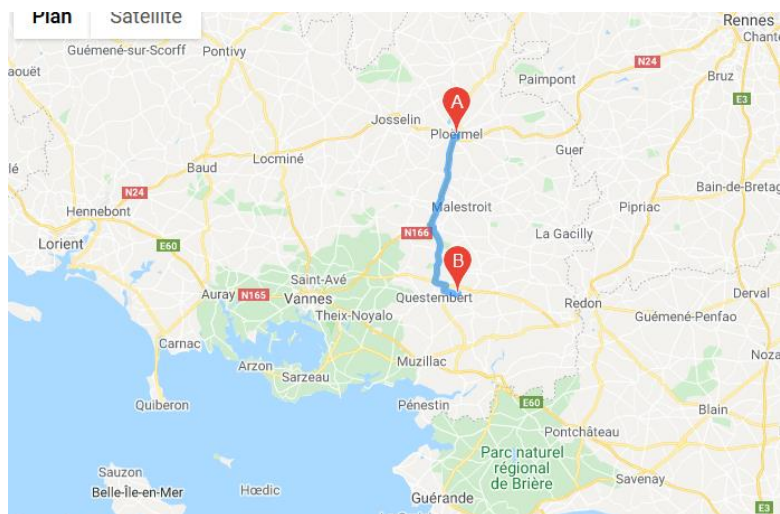 Plan
Satellite
Rennes
Guémené-sur-Scorff
Pontivy
Chante
N24
aouët
Paimpont
Bruz
A
E3
Josselin
Ploërmel
Guer
Locminé
lé
Baud
Bain-de-Bretag
N24
Malestroit
Pipriac
Hennebont
N166
La Gacilly
Lorient
E60
B
Saint-Avé
Auray
N165
Vannes
Questembert
Redon
Derval
Theix-Noyalo
Guémené-Penfao
Carnac
Noza
Arzon
Muzillac
Sarzeau
Quiberon
Pénestin
E60
Blain
Pontchâteau
Parc naturel
régional
de Brière
Sauzon
Savenay
Belle-Île-en-Mer
Hœdic
Guérande
E3